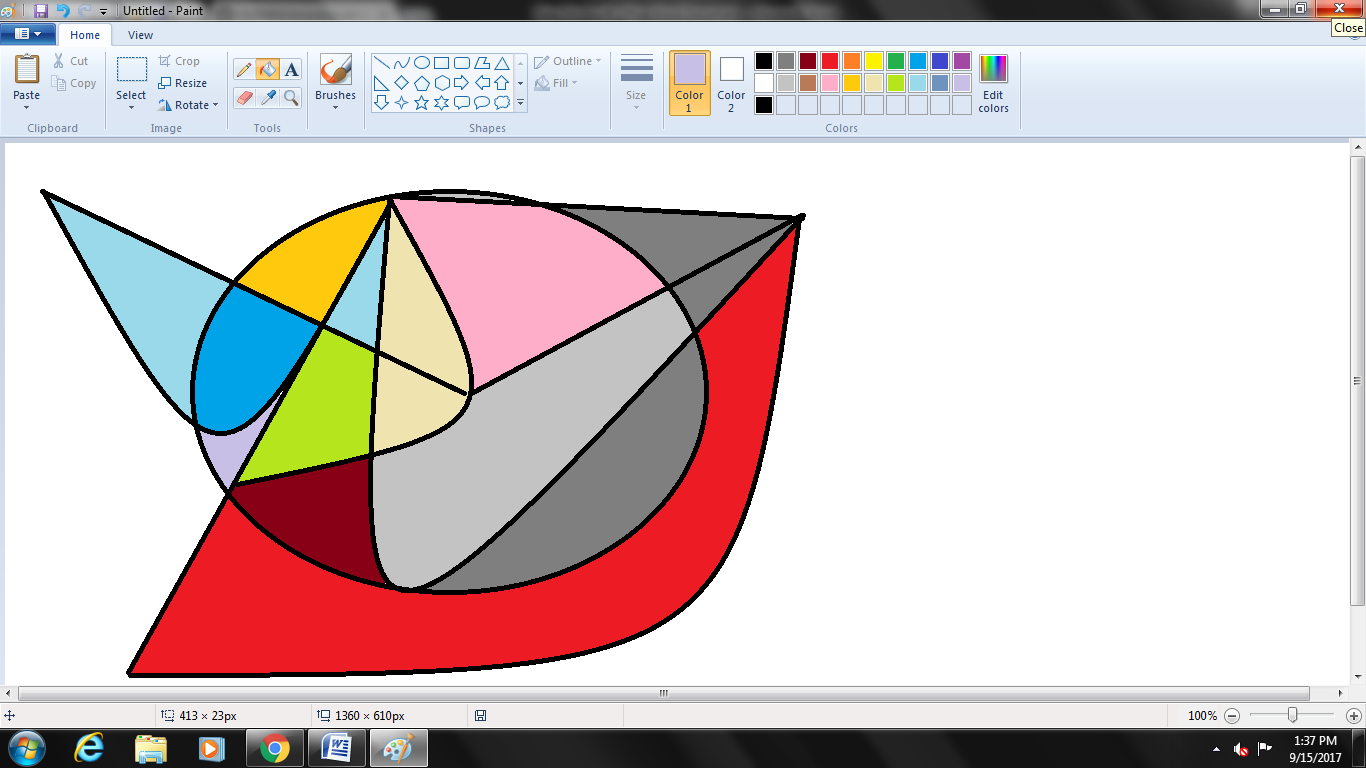 Untitled - Paint
Close
Home
View
Paste
Cut
Copy
Clipboard
Select
Crop
Resize
Rotate
Image
A
Tools
Brushes
Outline
Fill
Shapes
Size
Color 1
Color 2
Edit colors
Colors
413 × 23px
1360 × 610px
100%
1:37 PM
9/15/2017